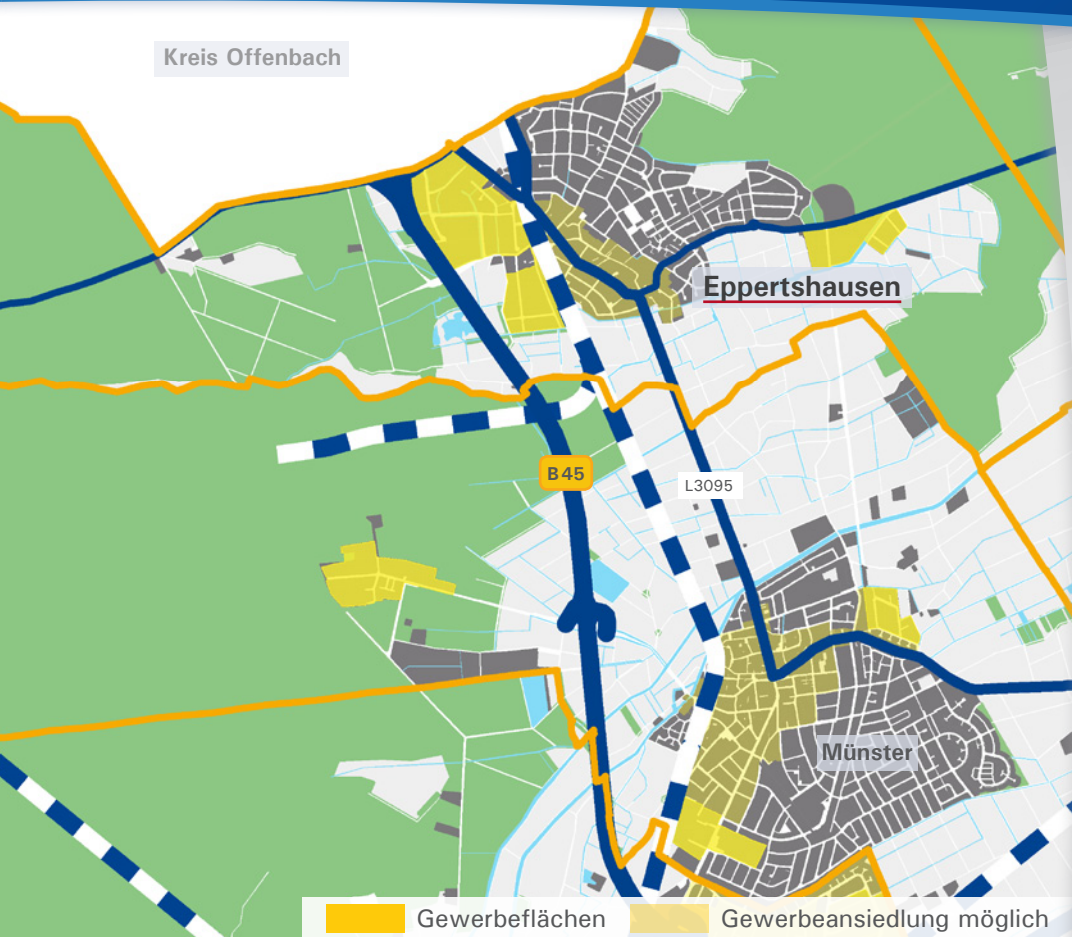 Kreis Offenbach
Eppertshausen
B45
L3095
Münster
Gewerbeflächen
Gewerbeansiedlung möglich